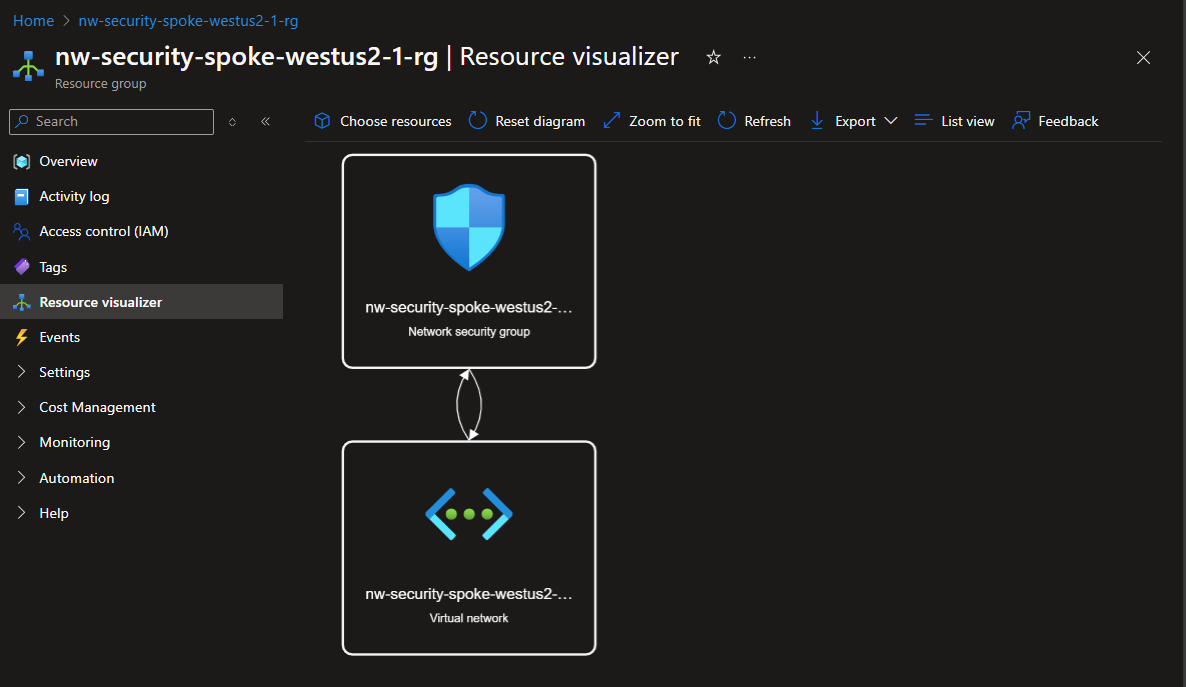 Home > nw-security-spoke-westus2-1-rg
nw-security-spoke-westus2-1-rg | Resource visualizer
Resource group
Search
Choose resources
Reset diagram
Zoom to fit
Refresh
Export
List view
Feedback
Overview
Activity log
Access control (IAM)
Tags
Resource visualizer
Events
Settings
Cost Management
Monitoring
Automation
Help
nw-security-spoke-westus2-...
Network security group
nw-security-spoke-westus2-...
Virtual network